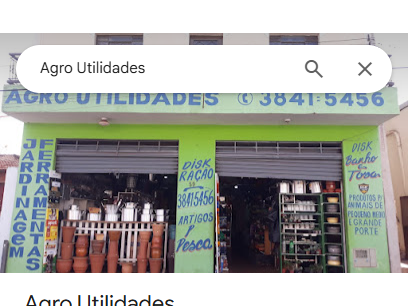 Agro Utilidades
AGRO UTILIDADES ✆ 3841-5456
JARDINAGEM
FERRAMENTAS
DISK
RAÇÃO
38415456
ARTIGOS
P/
Pesca
DISK
Banho
e
Tosa
PRODUTOS P/
ANIMAIS DE
PEQUENO MEDIO
E GRANDE
PORTE
Agro Utilidades